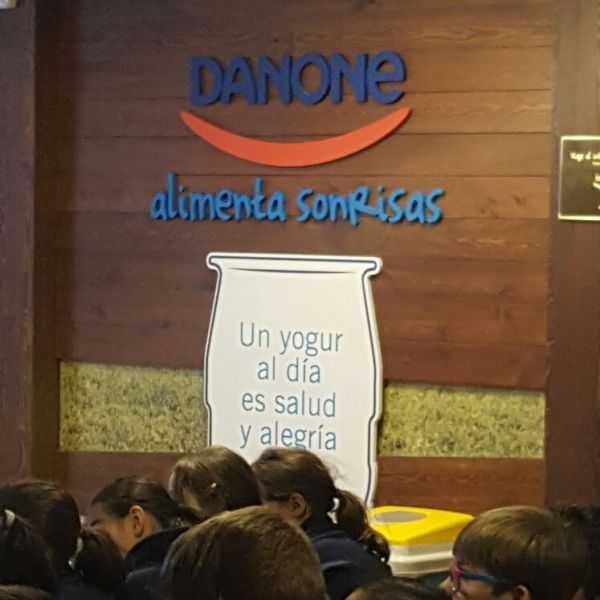 DANONE
alimenta sonRisas
Un yogur
al día
es salud
y alegría